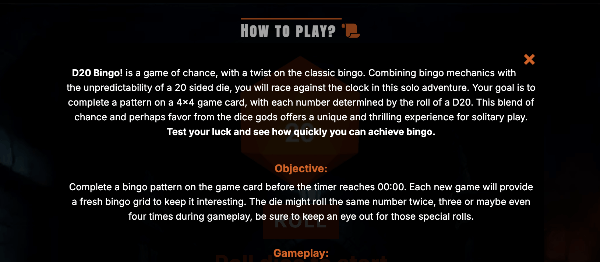 HOW TO PLAY?
D20 Bingo! is a game of chance, with a twist on the classic bingo. Combining bingo mechanics with
the unpredictability of a 20 sided die, you will race against the clock in this solo adventure. Your goal is to
complete a pattern on a 4×4 game card, with each number determined by the roll of a D20. This blend of
chance and perhaps favor from the dice gods offers a unique and thrilling experience for solitary play.
Test your luck and see how quickly you can achieve bingo.
Objective:
Complete a bingo pattern on the game card before the timer reaches 00:00. Each new game will provide
a fresh bingo grid to keep it interesting. The die might roll the same number twice, three or maybe even
four times during gameplay, be sure to keep an eye out for those special rolls.
ROLL
Gameplay: